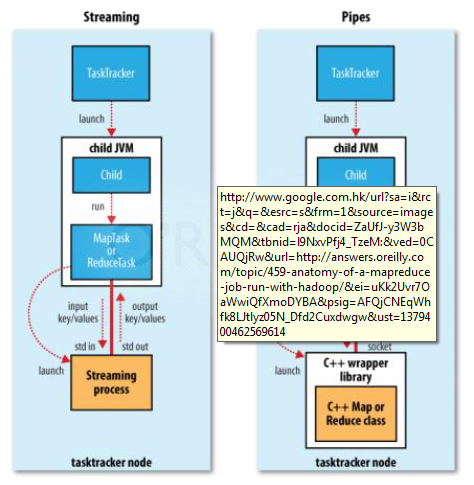 Streaming
TaskTracker
launch
child JVM
Child
run
MapTask
or
ReduceTask
input
key/values
output
key/values
std in
std out
launch
Streaming
process
tasktracker node
Pipes
TaskTracker
launch
child JVM
Child
http://www.google.com.hk/url?sa=i&rc
t=j&q=&esrc=s&frm=1&source=image
s&cd=&cad=rja&docid=ZaUfJ-y3W3b
MQM&tbnid=l9NxvPfj4_TzeM:&ved=0C
AUQjRw&url=http://answers.oreilly.co
m/topic/459-anatomy-of-a-mapreduce
-job-run-with-hadoop/&ei=uKk2Uvr7O
aWwiQfXmoDYBA&psig=AFQjCNEqWh
fk8lJtlyz05N_Dfd2Cuxdwgw&ust=1379
400462569614
socket
launch
C++ wrapper
library
C++ Map or
Reduce class
tasktracker node